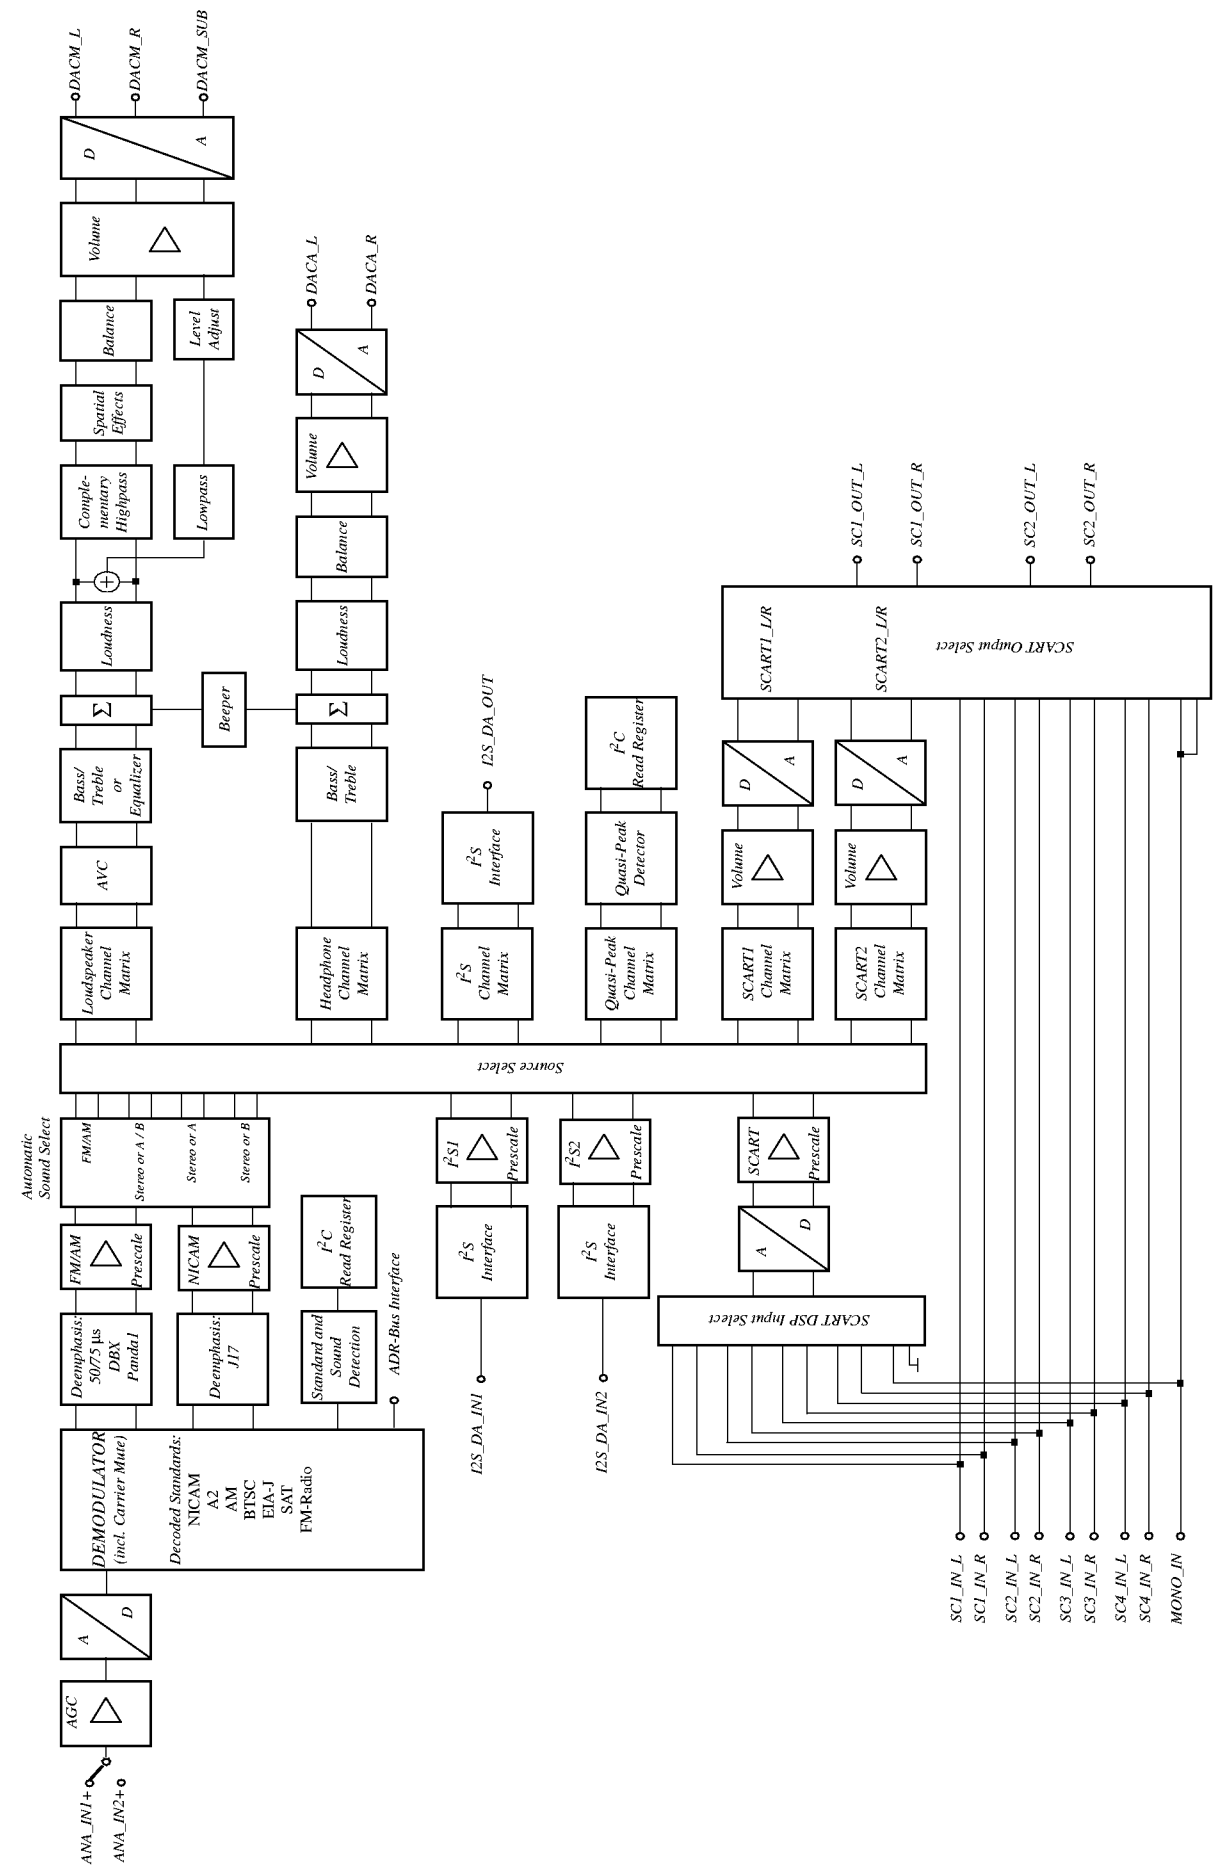 ANA_IN1+
ANA_IN2+
AGC
A
D
DEMODULATOR
(incl. Carrier Mute)
Decoded Standards:
NICAM
A2
AM
BTSC
EIA-J
SAT
FM-Radio
Deemphasis:
50/75 µs
DBX
Panda1
Deemphasis:
J17
Standard and
Sound
Detection
ADR-Bus Interface
FM/AM
Prescale
NICAM
Prescale
I²C
Read Register
Automatic
Sound Select
FM/AM
Stereo or A / B
Stereo or A
Stereo or B
I2S_DA_IN1
I²S
Interface
I²S1
Prescale
I2S_DA_IN2
I²S
Interface
I²S2
Prescale
SC1_IN_L
SC1_IN_R
SC2_IN_L
SC2_IN_R
SC3_IN_L
SC3_IN_R
SC4_IN_L
SC4_IN_R
MONO_IN
SCART DSP Input Select
A
D
SCART
Prescale
Source Select
Loudspeaker
Channel
Matrix
AVC
Bass/
Treble
or
Equalizer
Σ
Loudness
+
Comple-
mentary
Highpass
Spatial
Effects
Balance
Lowpass
Level
Adjust
Volume
D
A
DACM_L
DACM_R
DACM_SUB
Beeper
Headphone
Channel
Matrix
Bass/
Treble
Σ
Loudness
Balance
Volume
D
A
DACA_L
DACA_R
I²S
Channel
Matrix
I²S
Interface
I2S_DA_OUT
Quasi-Peak
Channel
Matrix
Quasi-Peak
Detector
I²C
Read Register
SCART1
Channel
Matrix
Volume
D
A
SCART2
Channel
Matrix
Volume
D
A
SCART1_L/R
SCART2_L/R
SCART Output Select
SC1_OUT_L
SC1_OUT_R
SC2_OUT_L
SC2_OUT_R